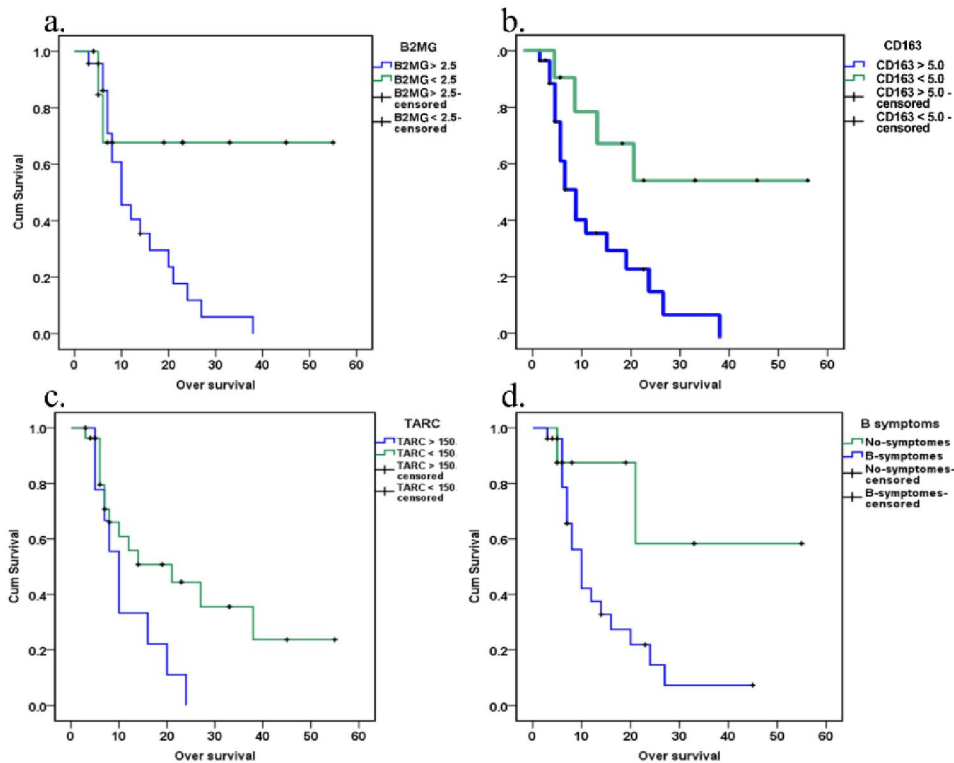 a.
B2MG
B2MG> 2.5
B2MG < 2.5
B2MG > 2.5-
censored
B2MG < 2.5-
censored
1.0
0.8
0.6
0.4
0.2
0.0
Cum Survival
0 10 20 30 40 50 60
Over survival
b.
CD163
CD163 > 5.0
CD163 < 5.0
CD163 > 5.0 -
censored
CD163 < 5.0 -
censored
.0
.8
.6
0.4
0.2
.0
Cum Survival
0 10 20 30 40 50 60
Over survival
c.
TARC
TARC > 150.
TARC < 150.
TARC > 150.
censored
TARC < 150.
censored
1.0
0.8
0.6
0.4
0.2
0.0
Cum Survival
0 10 20 30 40 50 60
Over survival
d.
B symptoms
No-symptomes
B-symptomes
No-symptomes-
censored
B-symptomes-
censored
1.0
0.8
0.6
0.4
0.2
0.0
Cum Survival
0 10 20 30 40 50 60
Over survival